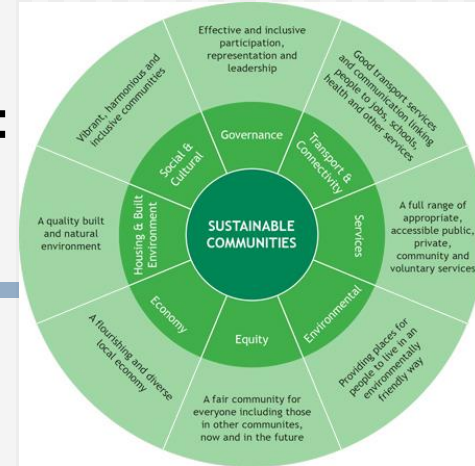 :
Effective and inclusive
participation,
representation and
leadership
Governance
Good transport services
and communication linking
people to jobs, schools,
health and other services
Transport &
Connectivity
A full range of
appropriate,
accessible public,
private,
community and
voluntary services
Services
Providing places for
people to live in an
environmentally
friendly way
Environmental
A fair community for
everyone including those
in other communites,
now and in the future
Equity
A flourishing and diverse
local economy
Economy
A quality built
and natural
environment
Housing & Built
Environment
Vibrant, harmonious and
inclusive communities
Social &
Cultural
SUSTAINABLE
COMMUNITIES